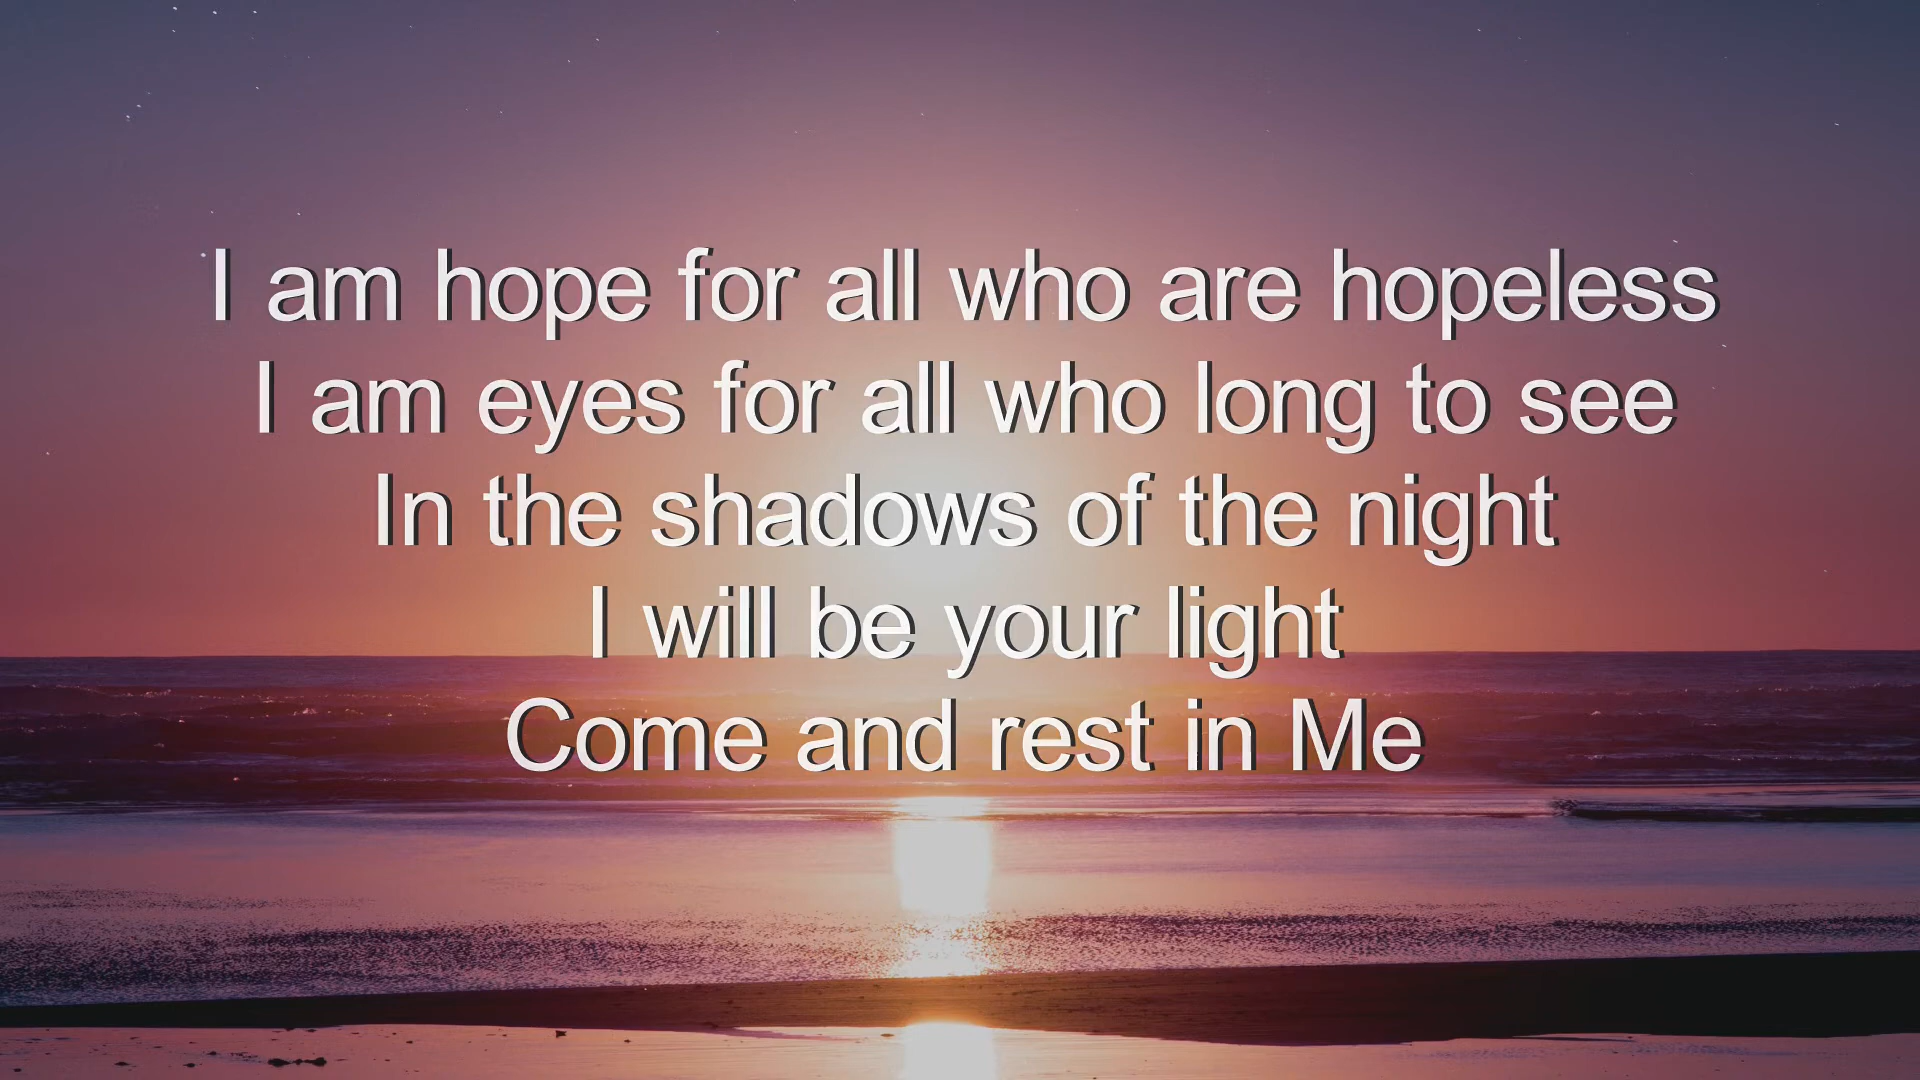 I am hope for all who are hopeless
I am eyes for all who long to see
In the shadows of the night
I will be your light
Come and rest in Me